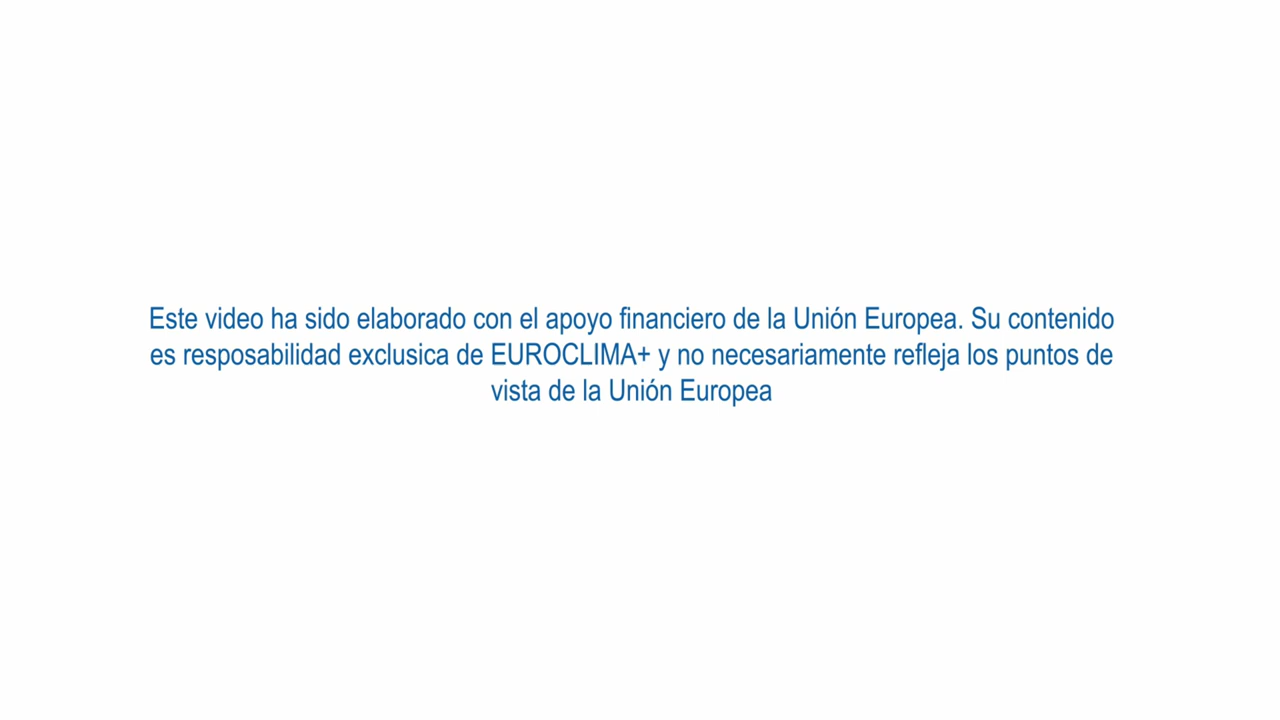 Este video ha sido elaborado con el apoyo financiero de la Unión Europea. Su contenido
es resposabilidad exclusica de EUROCLIMA+ y no necesariamente refleja los puntos de
vista de la Unión Europea